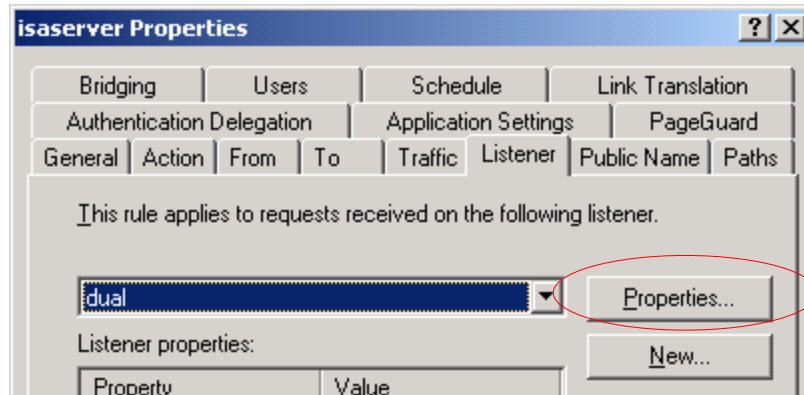 isaserver Properties
Bridging Users Schedule Link Translation
Authentication Delegation Application Settings PageGuard
General Action From To Traffic Listener Public Name Paths
This rule applies to requests received on the following listener.
dual Properties...
Listener properties:
New...
Property Value